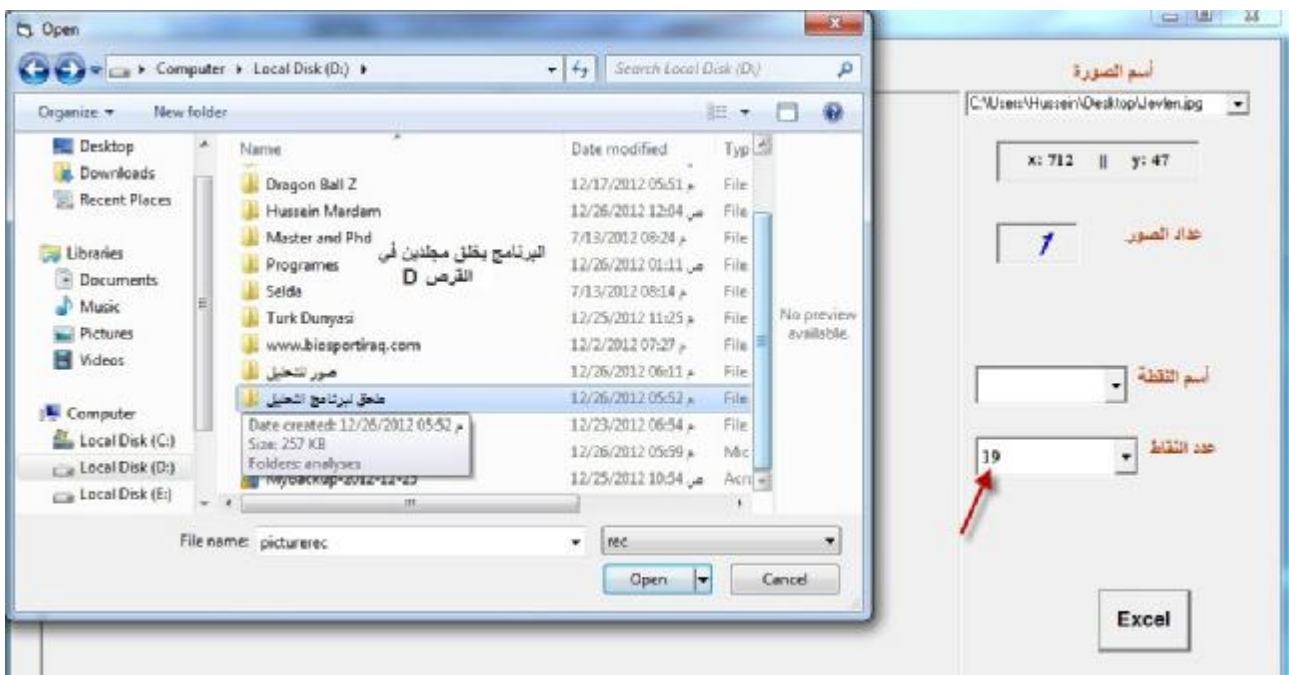 Open
Computer ▸ Local Disk (D:) ▸
Search Local Disk (D:)
Organize
New folder
Desktop
Downloads
Recent Places
Libraries
Documents
Music
Pictures
Videos
Computer
Local Disk (C:)
Local Disk (D:)
Local Disk (E:)
Name Date modified Typ
Dragon Ball Z 12/17/2012 05:51 م File
Hussein Mardam 12/26/2012 12:04 ص File
Master and Phd 7/13/2012 08:24 م File
Programes 12/26/2012 01:11 ص File
Selda 7/13/2012 08:14 م File
Turk Dunyasi 12/25/2012 11:25 م File
www.biosportiraq.com 12/2/2012 07:27 م File
صور للتحليل 12/26/2012 06:11 م File
ملحق لبرنامج التحليل 12/26/2012 05:52 م File
12/23/2012 06:54 م File
12/26/2012 05:59 م Mic
Mybackup-2012-12-25 12/25/2012 10:54 ص Acr
البرنامج يخلق مجلدين في
القرص D
Date created: 12/26/2012 05:52 م
Size: 257 KB
Folders: analyses
No preview
available.
File name: picturerec
rec
Open
Cancel
أسم الصورة
C:\Users\Hussein\Desktop\Jevlen.jpg
x: 712 || y: 47
عداد الصور
1
أسم النقطة
عدد النقاط
19
Excel